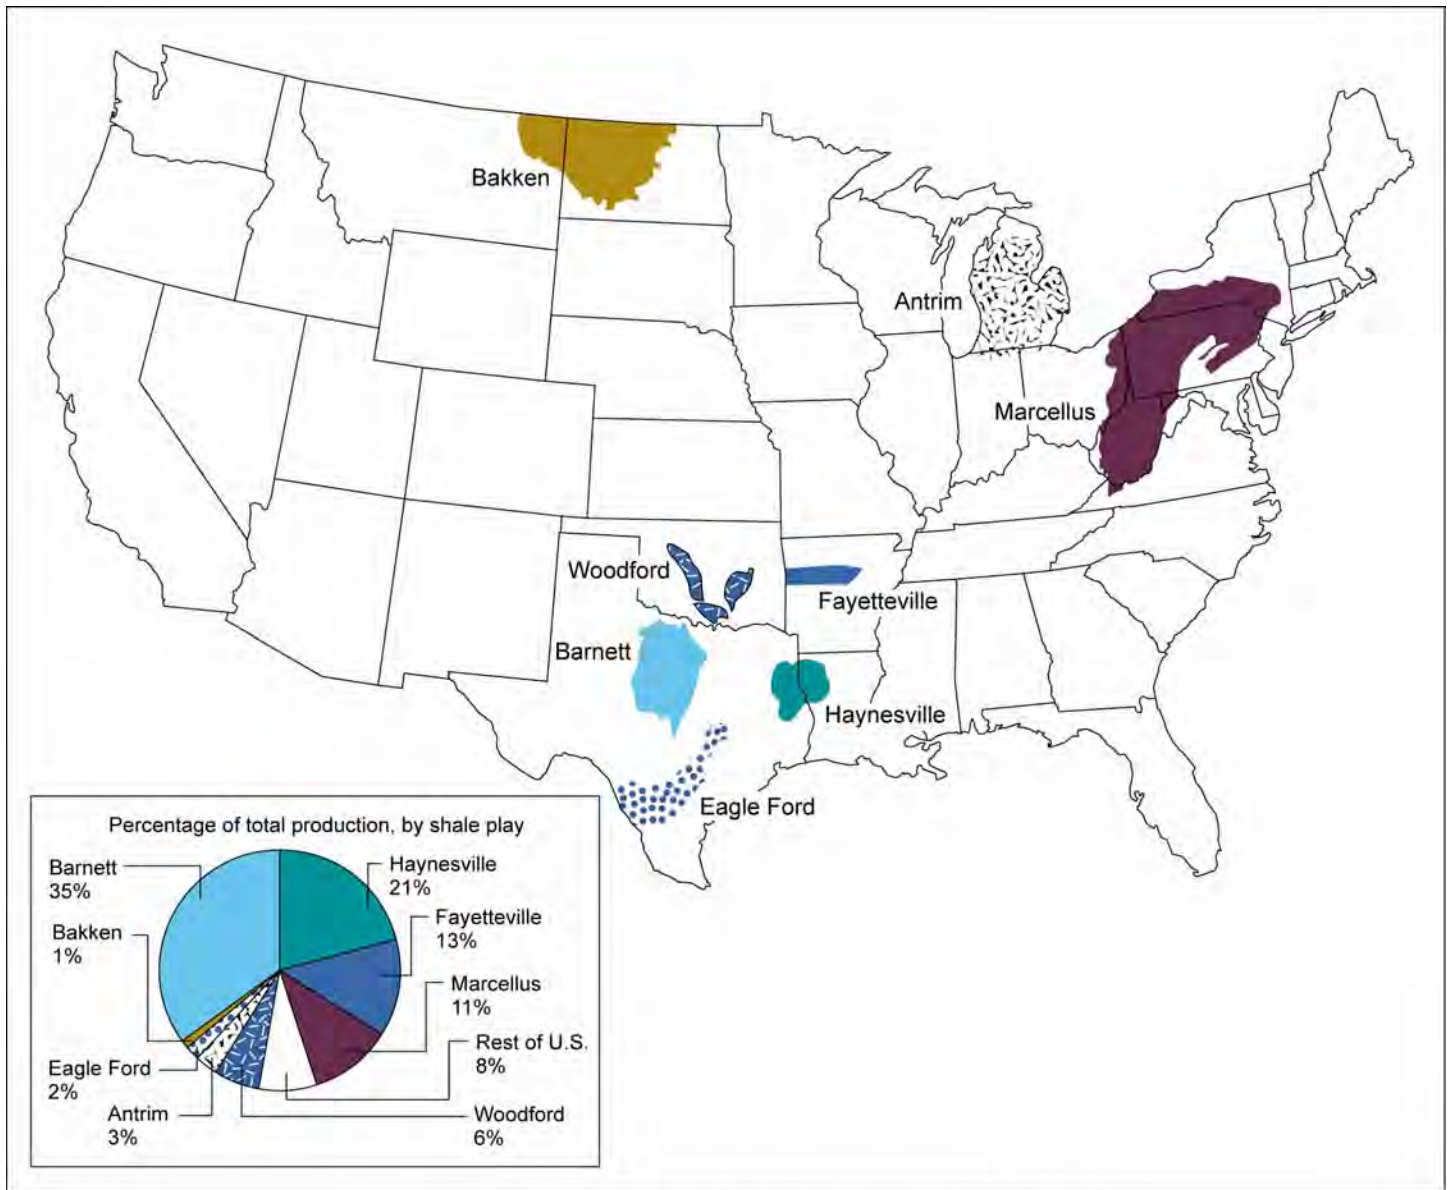 Bakken
Antrim
Marcellus
Woodford
Fayetteville
Barnett
Haynesville
Eagle Ford
Percentage of total production, by shale play
Barnett
35%
Haynesville
21%
Fayetteville
13%
Bakken
1%
Marcellus
11%
Rest of U.S.
8%
Eagle Ford
2%
Antrim
3%
Woodford
6%